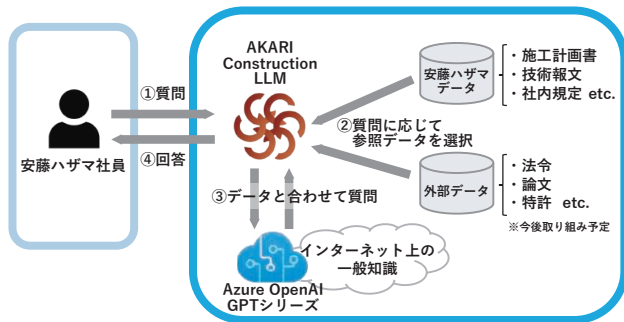 AKARI
Construction
LLM
①質問
④回答
安藤ハザマ社員
安藤ハザマ
データ
・施工計画書
・技術報文
・社内規定 etc.
②質問に応じて
参照データを選択
外部データ
・法令
・論文
・特許 etc.
※今後取り組み予定
③データと合わせて質問
インターネット上の
一般知識
Azure OpenAI
GPTシリーズ